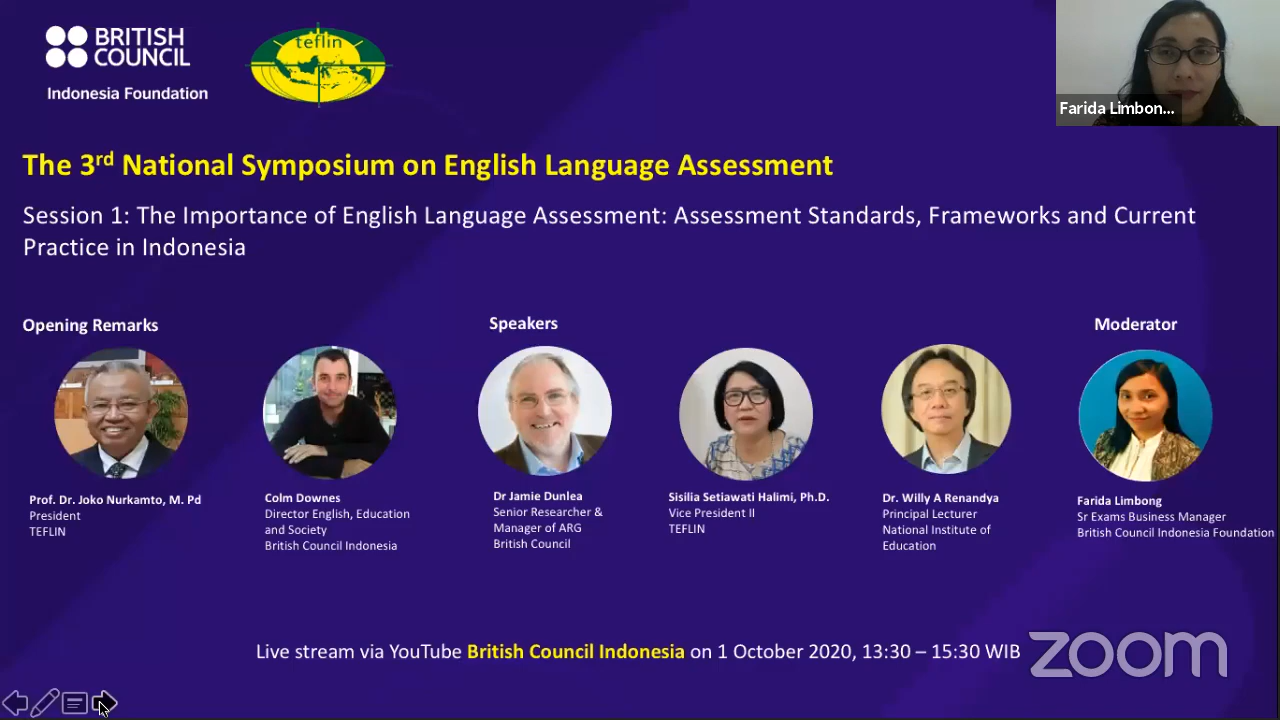 BRITISH
COUNCIL
Indonesia Foundation
teflin
Farida Limbon...
The 3rd National Symposium on English Language Assessment
Session 1: The Importance of English Language Assessment: Assessment Standards, Frameworks and Current
Practice in Indonesia
Opening Remarks
Speakers
Moderator
Prof. Dr. Joko Nurkamto, M. Pd
President
TEFLIN
Colm Downes
Director English, Education
and Society
British Council Indonesia
Dr Jamie Dunlea
Senior Researcher &
Manager of ARG
British Council
Sisilia Setiawati Halimi, Ph.D.
Vice President II
TEFLIN
Dr. Willy A Renandya
Principal Lecturer
National Institute of
Education
Farida Limbong
Sr Exams Business Manager
British Council Indonesia Foundation
Live stream via YouTube British Council Indonesia on 1 October 2020, 13:30 – 15:30 WIB
zoom